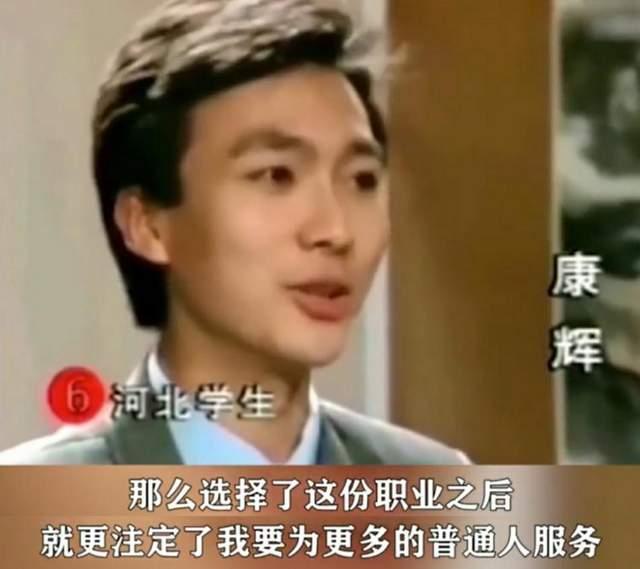 康
辉
6 河北学生
那么选择了这份职业之后
就更注定了我要为更多的普通人服务